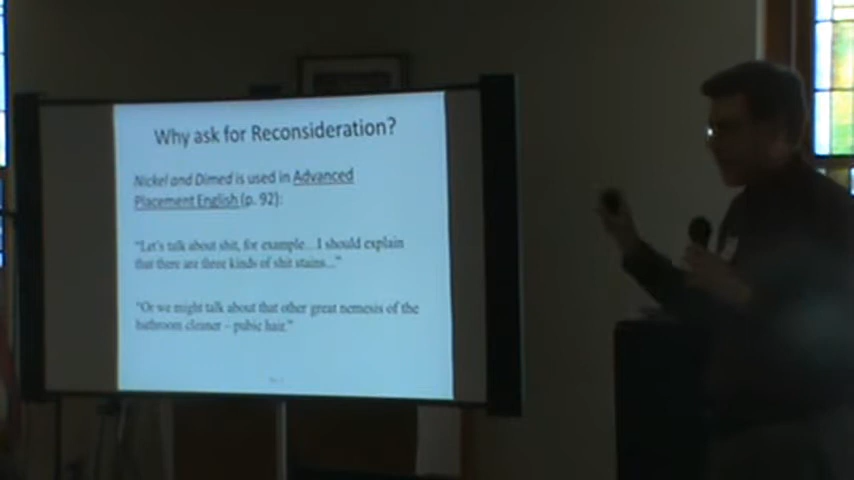 Why ask for Reconsideration?
Nickel and Dimed is used in Advanced
Placement English (p. 92):
"Let's talk about shit, for example... I should explain
that there are three kinds of shit stains..."
"Or we might talk about that other great nemesis of the
bathroom cleaner – pubic hair."